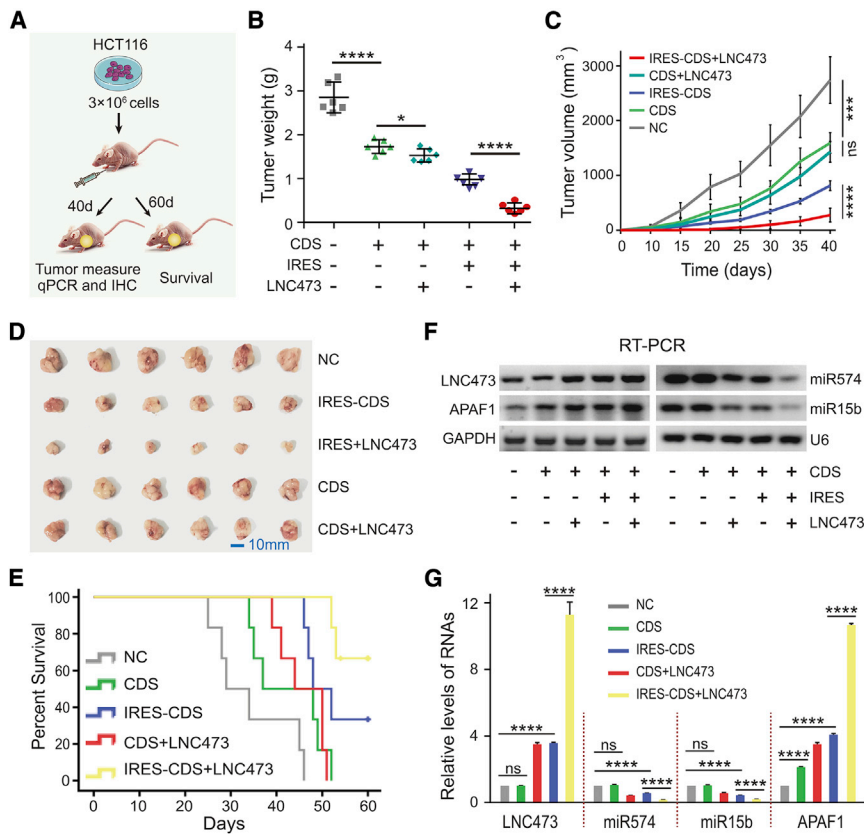 A
HCT116
3×10⁶ cells
40d
60d
Tumor measure
qPCR and IHC
Survival
B
Tumor weight (g)
4
3
2
1
0
****
*
****
CDS - + + + +
IRES - - - + +
LNC473 - - + - +
C
Tumor volume (mm³)
3000
2000
1000
0
0 5 10 15 20 25 30 35 40
Time (days)
IRES-CDS+LNC473
CDS+LNC473
IRES-CDS
CDS
NC
***
ns
****
D
NC
IRES-CDS
IRES+LNC473
CDS
CDS+LNC473
10mm
E
Percent Survival
100
80
60
40
20
0
0 10 20 30 40 50 60
Days
NC
CDS
IRES-CDS
CDS+LNC473
IRES-CDS+LNC473
F
RT-PCR
LNC473 miR574
APAF1 miR15b
GAPDH U6
- + + + + - + + + + CDS
- - - + + - - - + + IRES
- - + - + - - + - + LNC473
G
Relative levels of RNAs
12
8
4
0
NC
CDS
IRES-CDS
CDS+LNC473
IRES-CDS+LNC473
ns **** ****
ns **** ****
ns **** ****
**** **** ****
LNC473 miR574 miR15b APAF1